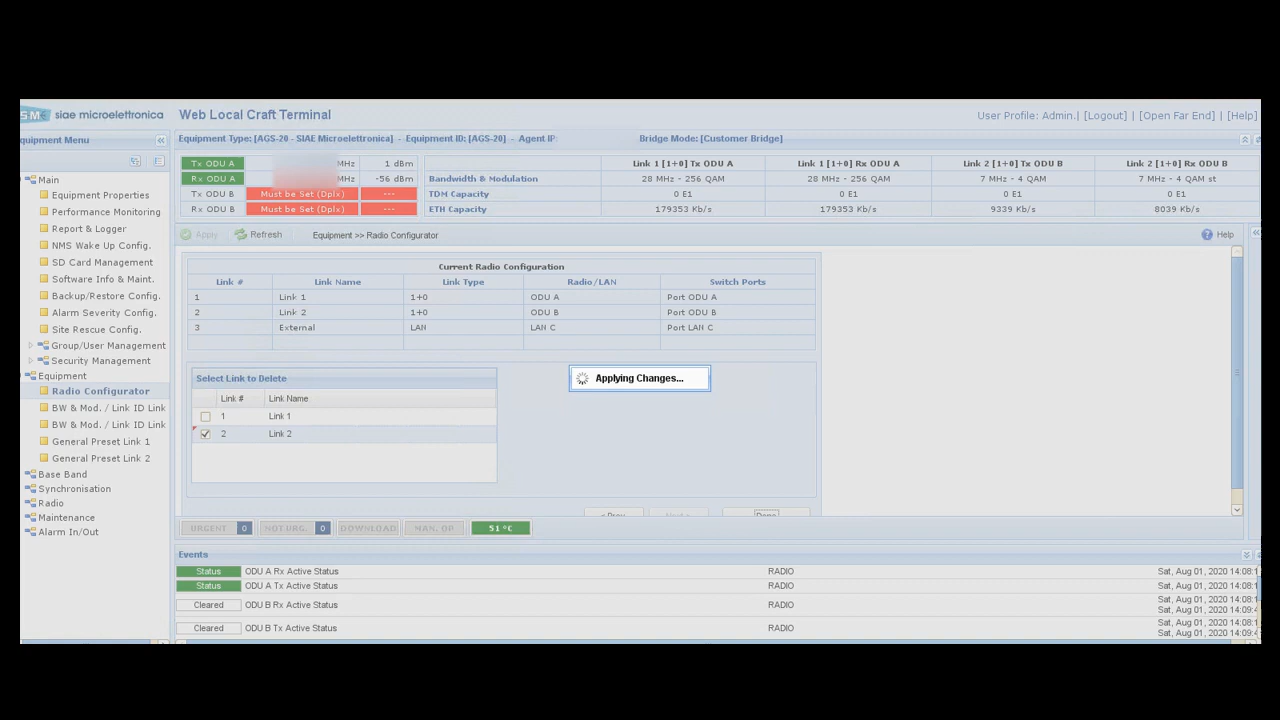 SM siae microelettronica Web Local Craft Terminal User Profile: Admin.| [Logout] | [Open Far End] | [Help]
quipment Menu Equipment Type: [AGS-20 - SIAE Microelettronica] - Equipment ID: [AGS-20] - Agent IP: Bridge Mode: [Customer Bridge]
Tx ODU A MHz 1 dBm Link 1 [1+0] Tx ODU A Link 1 [1+0] Rx ODU A Link 2 [1+0] Tx ODU B Link 2 [1+0] Rx ODU B
Rx ODU A MHz -56 dBm Bandwidth & Modulation 28 MHz - 256 QAM 28 MHz - 256 QAM 7 MHz - 4 QAM 7 MHz - 4 QAM st
Tx ODU B Must be Set (Dplx) --- TDM Capacity 0 E1 0 E1 0 E1 0 E1
Rx ODU B Must be Set (Dplx) --- ETH Capacity 179353 Kb/s 179353 Kb/s 9339 Kb/s 8039 Kb/s
Main
Equipment Properties
Performance Monitoring
Report & Logger
NMS Wake Up Config.
SD Card Management
Software Info & Maint.
Backup/Restore Config.
Alarm Severity Config.
Site Rescue Config.
Group/User Management
Security Management
Equipment
Radio Configurator
BW & Mod. / Link ID Link
BW & Mod. / Link ID Link
General Preset Link 1
General Preset Link 2
Base Band
Synchronisation
Radio
Maintenance
Alarm In/Out
Apply Refresh Equipment >> Radio Configurator Help
Current Radio Configuration
Link # Link Name Link Type Radio/LAN Switch Ports
1 Link 1 1+0 ODU A Port ODU A
2 Link 2 1+0 ODU B Port ODU B
3 External LAN LAN C Port LAN C
Select Link to Delete
Link # Link Name
1 Link 1
2 Link 2
Applying Changes...
< Prev Next > Done
URGENT 0 NOT URG. 0 DOWNLOAD MAN. OP 51 °C
Events
Status ODU A Rx Active Status RADIO Sat, Aug 01, 2020 14:08:1
Status ODU A Tx Active Status RADIO Sat, Aug 01, 2020 14:08:1
Cleared ODU B Rx Active Status RADIO Sat, Aug 01, 2020 14:08:1
Sat, Aug 01, 2020 14:09:4
Cleared ODU B Tx Active Status RADIO Sat, Aug 01, 2020 14:08:1
Sat, Aug 01, 2020 14:09:4